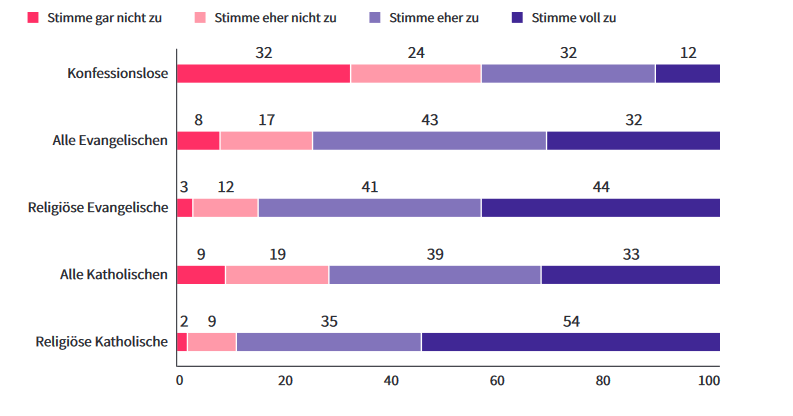 Stimme gar nicht zu Stimme eher nicht zu Stimme eher zu Stimme voll zu
32 24 32 12
Konfessionslose
8 17 43 32
Alle Evangelischen
3 12 41 44
Religiöse Evangelische
9 19 39 33
Alle Katholischen
2 9 35 54
Religiöse Katholische
0 20 40 60 80 100